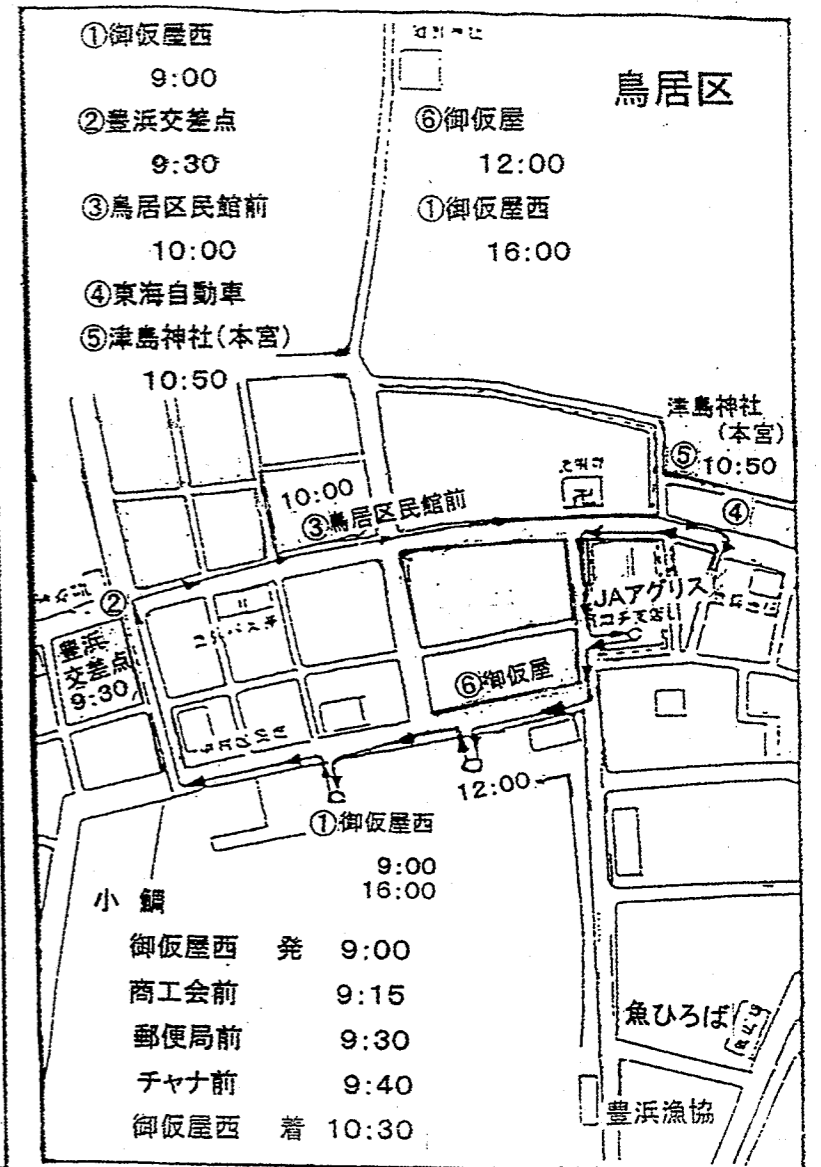 ①御仮屋西
9:00
②豊浜交差点
9:30
③鳥居区民館前
10:00
④東海自動車
⑤津島神社(本宮)
10:50
鳥居区
⑥御仮屋
12:00
①御仮屋西
16:00
津島神社
(本宮)
⑤
10:50
④
10:00
③鳥居区民館前
卍
JAアグリス
②
豊浜
交差点
9:30
⑥御仮屋
12:00
①御仮屋西
9:00
16:00
小鯛
御仮屋西 発 9:00
商工会前 9:15
郵便局前 9:30
チャナ前 9:40
御仮屋西 着 10:30
魚ひろば
豊浜漁協